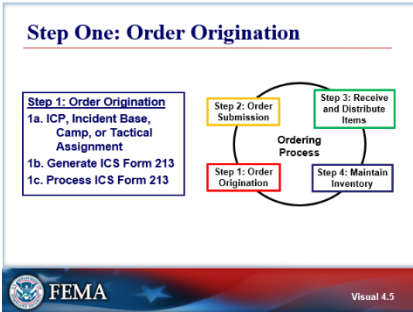 Step One: Order Origination
Step 1: Order Origination
1a. ICP, Incident Base,
Camp, or Tactical
Assignment
1b. Generate ICS Form 213
1c. Process ICS Form 213
Step 2: Order
Submission
Step 3: Receive
and Distribute
Items
Ordering
Process
Step 1: Order
Origination
Step 4: Maintain
Inventory
FEMA
Visual 4.5